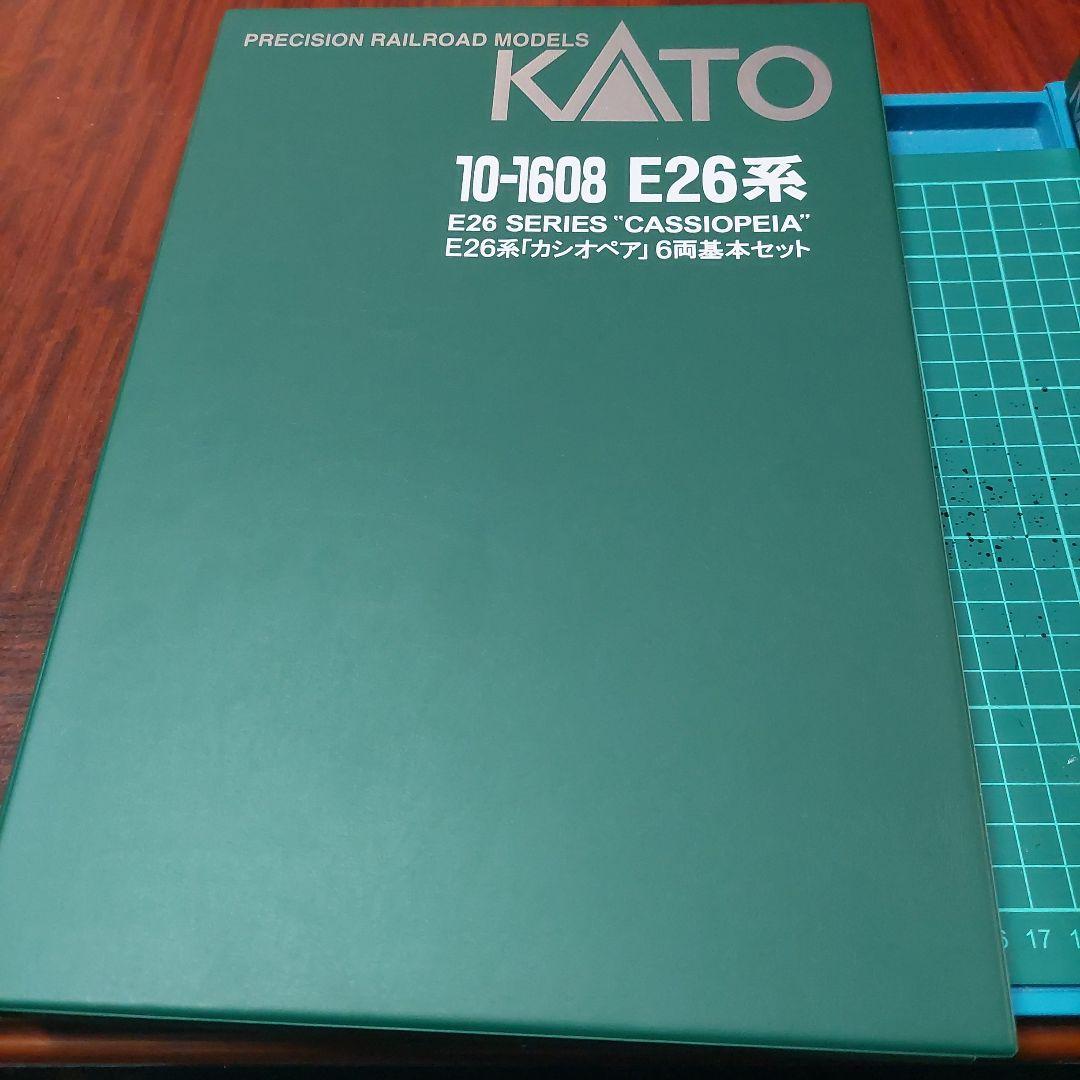 PRECISION RAILROAD MODELS
KATO
10-1608 E26系
E26 SERIES "CASSIOPEIA"
E26系「カシオペア」6両基本セット
17